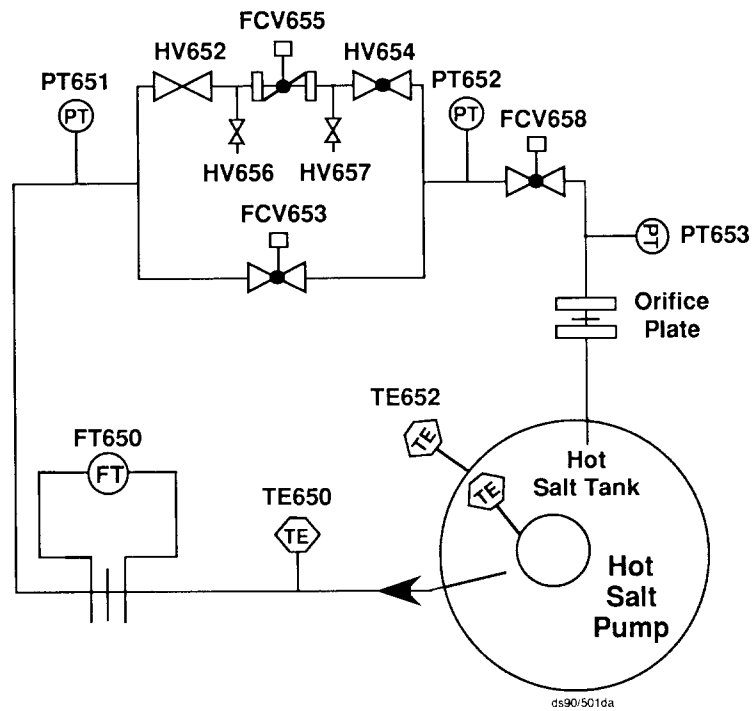 FCV655
HV652
HV654
PT651
PT652
PT
PT
FCV658
HV656
HV657
FCV653
PT
PT653
Orifice
Plate
TE652
TE
FT650
FT
TE650
TE
TE
Hot
Salt Tank
Hot
Salt
Pump
ds90/501da